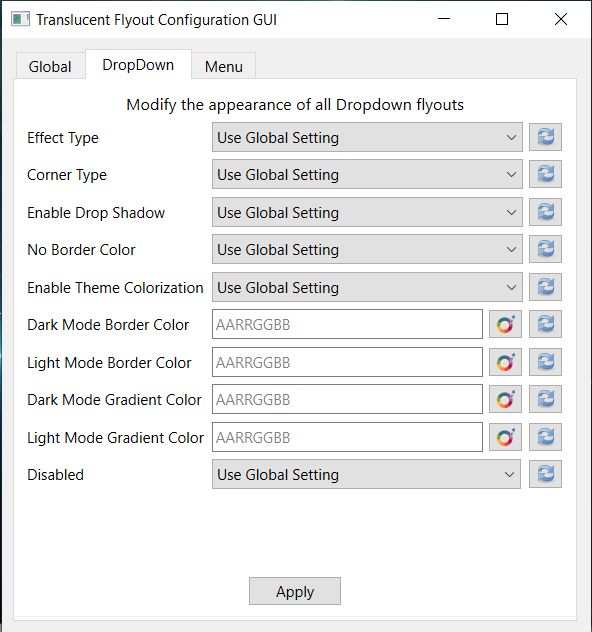 Translucent Flyout Configuration GUI
Global DropDown Menu
Modify the appearance of all Dropdown flyouts
Effect Type Use Global Setting
Corner Type Use Global Setting
Enable Drop Shadow Use Global Setting
No Border Color Use Global Setting
Enable Theme Colorization Use Global Setting
Dark Mode Border Color AARRGGBB
Light Mode Border Color AARRGGBB
Dark Mode Gradient Color AARRGGBB
Light Mode Gradient Color AARRGGBB
Disabled Use Global Setting
Apply